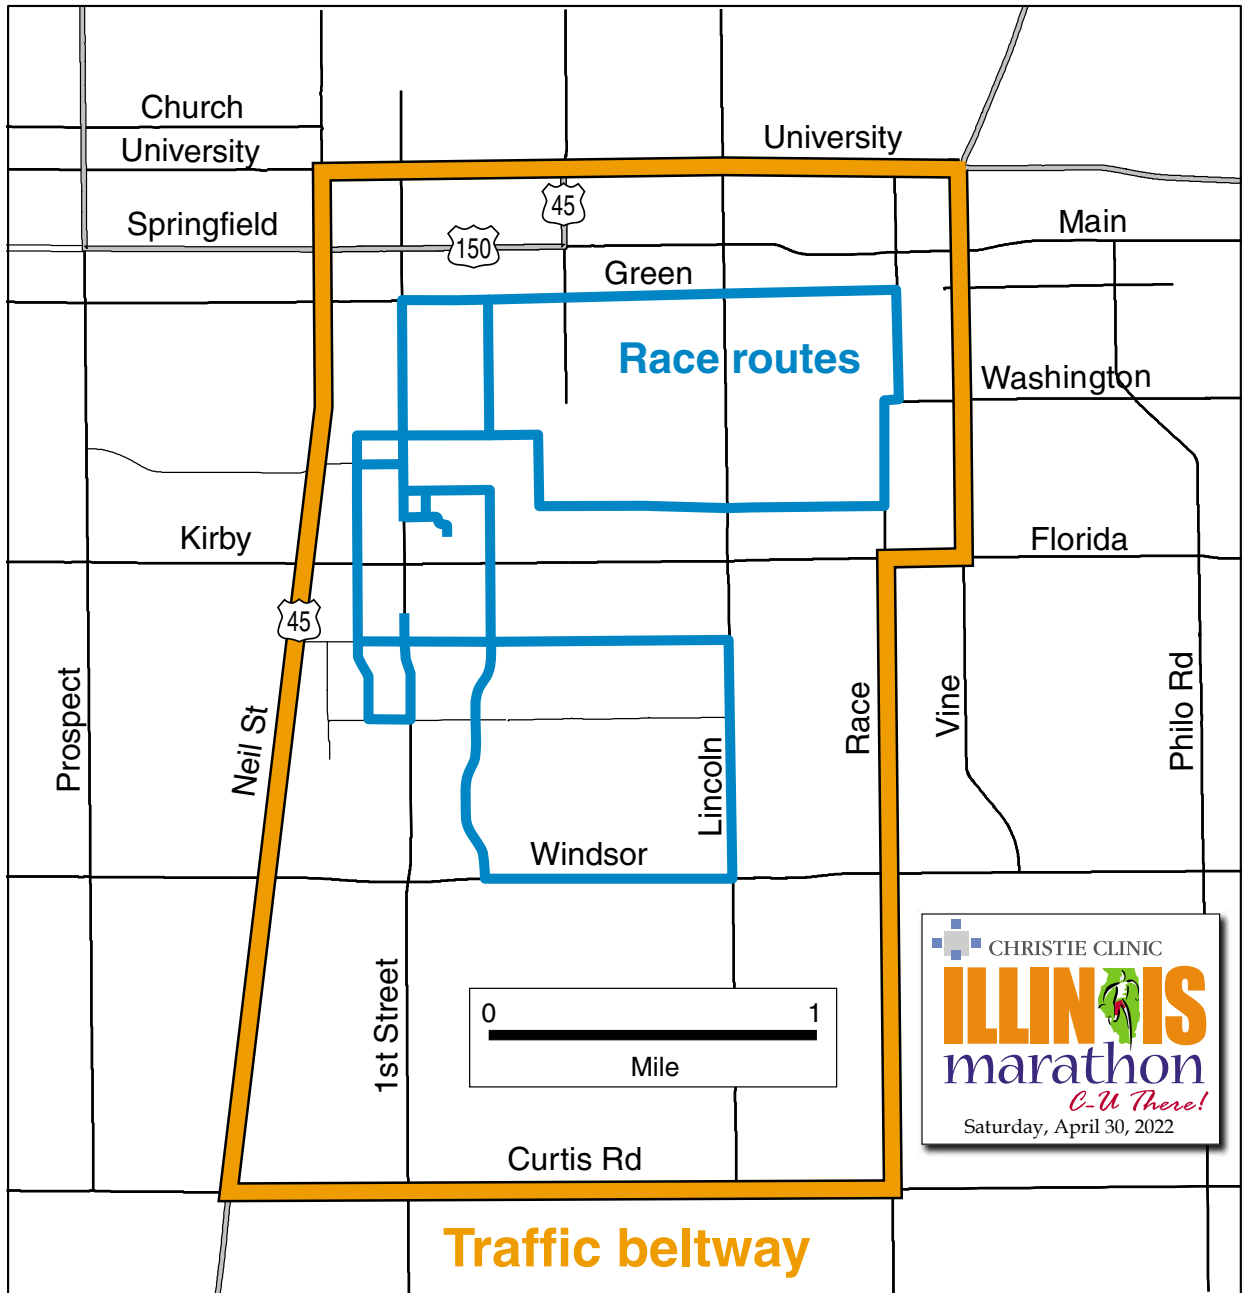 Church
University
University
Springfield
45
Main
150
Green
Race routes
Washington
Kirby
Florida
45
Prospect
Neil St
Lincoln
Race
Vine
Philo Rd
Windsor
1st Street
0 1
Mile
CHRISTIE CLINIC
ILLINOIS
marathon
C-U There!
Saturday, April 30, 2022
Curtis Rd
Traffic beltway